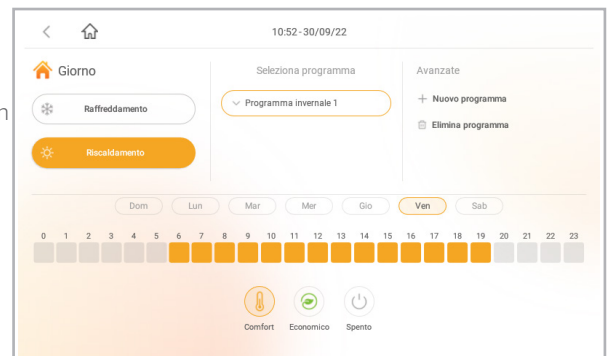 10:52-30/09/22
Giorno
Raffreddamento
Riscaldamento
Seleziona programma
Programma invernale 1
Avanzate
Nuovo programma
Elimina programma
Dom Lun Mar Mer Gio Ven Sab
0 1 2 3 4 5 6 7 8 9 10 11 12 13 14 15 16 17 18 19 20 21 22 23
Comfort Economico Spento